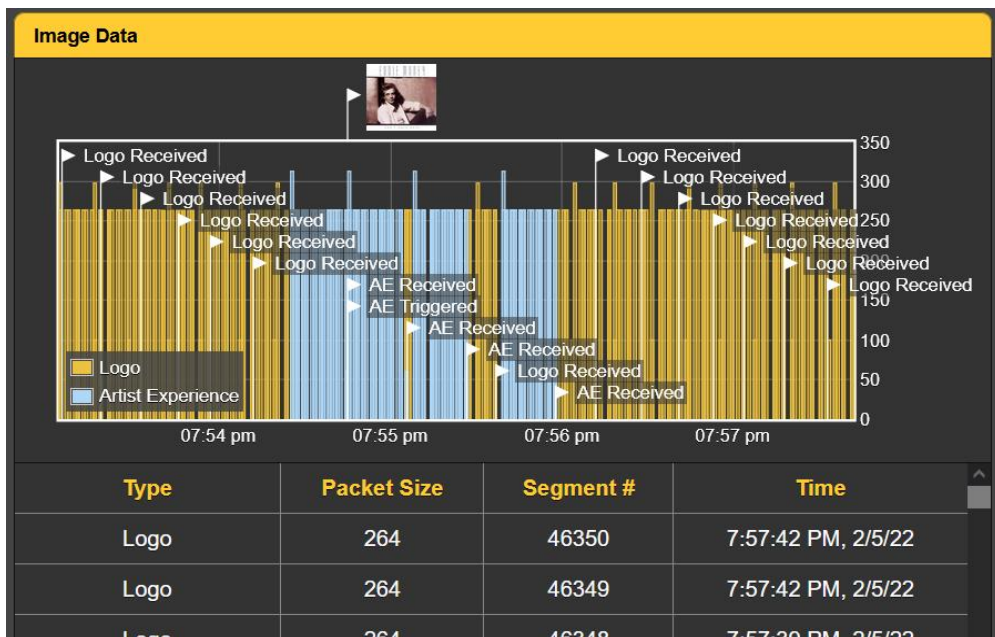 Image Data
350
Logo Received
Logo Received
Logo Received
Logo Received
300
Logo Received
Logo Received
250
Logo Received
Logo Received
Logo Received
Logo Received
Logo Received
200
Logo Received
AE Received
Logo Received
AE Triggered
150
AE Received
100
AE Received
Logo
Logo Received
50
Artist Experience
AE Received
0
07:54 pm
07:55 pm
07:56 pm
07:57 pm
Type Packet Size Segment # Time
Logo 264 46350 7:57:42 PM, 2/5/22
Logo 264 46349 7:57:42 PM, 2/5/22